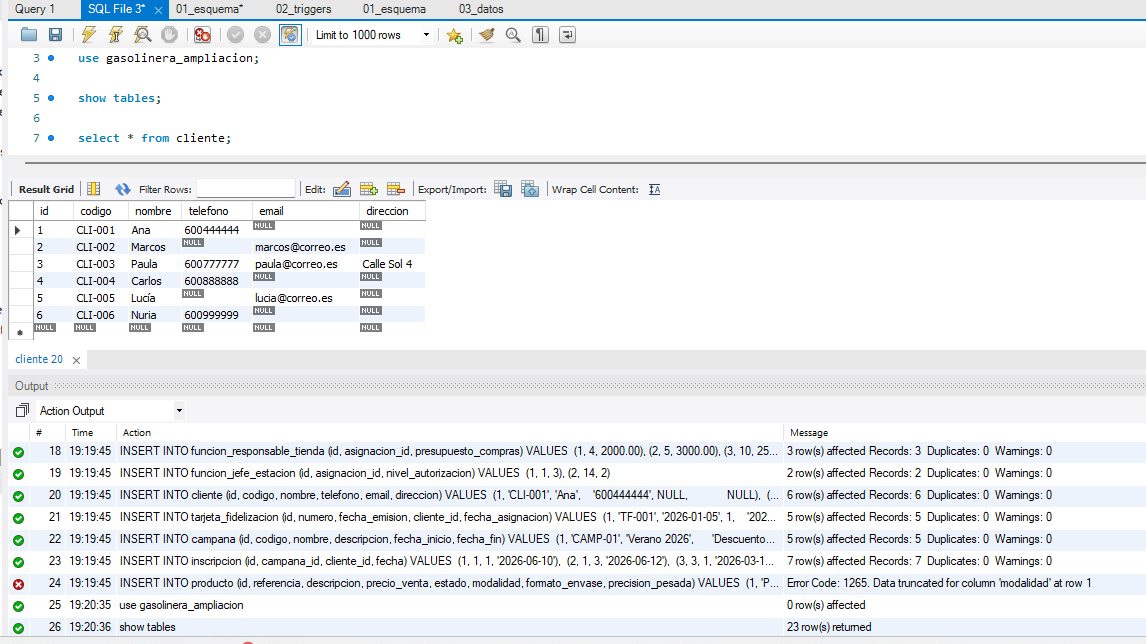 Query 1 SQL File 3* 01_esquema* 02_triggers 01_esquema 03_datos
Limit to 1000 rows
3 use gasolinera_ampliacion;
4
5 show tables;
6
7 select * from cliente;
Result Grid Filter Rows: Edit: Export/Import: Wrap Cell Content:
id codigo nombre telefono email direccion
1 CLI-001 Ana 600444444 NULL NULL
2 CLI-002 Marcos NULL marcos@correo.es NULL
3 CLI-003 Paula 600777777 paula@correo.es Calle Sol 4
4 CLI-004 Carlos 600888888 NULL NULL
5 CLI-005 Lucía NULL lucia@correo.es NULL
6 CLI-006 Nuria 600999999 NULL NULL
NULL NULL NULL NULL NULL NULL
cliente 20
Output
Action Output
# Time Action Message
18 19:19:45 INSERT INTO funcion_responsable_tienda (id, asignacion_id, presupuesto_compras) VALUES (1, 4, 2000.00), (2, 5, 3000.00), (3, 10, 25... 3 row(s) affected Records: 3 Duplicates: 0 Warnings: 0
19 19:19:45 INSERT INTO funcion_jefe_estacion (id, asignacion_id, nivel_autorizacion) VALUES (1, 1, 3), (2, 14, 2) 2 row(s) affected Records: 2 Duplicates: 0 Warnings: 0
20 19:19:45 INSERT INTO cliente (id, codigo, nombre, telefono, email, direccion) VALUES (1, 'CLI-001', 'Ana', '600444444', NULL, NULL), (... 6 row(s) affected Records: 6 Duplicates: 0 Warnings: 0
21 19:19:45 INSERT INTO tarjeta_fidelizacion (id, numero, fecha_emision, cliente_id, fecha_asignacion) VALUES (1, 'TF-001', '2026-01-05', 1, '202... 5 row(s) affected Records: 5 Duplicates: 0 Warnings: 0
22 19:19:45 INSERT INTO campana (id, codigo, nombre, descripcion, fecha_inicio, fecha_fin) VALUES (1, 'CAMP-01', 'Verano 2026', 'Descuento... 5 row(s) affected Records: 5 Duplicates: 0 Warnings: 0
23 19:19:45 INSERT INTO inscripcion (id, campana_id, cliente_id, fecha) VALUES (1, 1, 1, '2026-06-10'), (2, 1, 3, '2026-06-12'), (3, 3, 1, '2026-03-1... 7 row(s) affected Records: 7 Duplicates: 0 Warnings: 0
24 19:19:45 INSERT INTO producto (id, referencia, descripcion, precio_venta, estado, modalidad, formato_envase, precision_pesada) VALUES (1, 'P... Error Code: 1265. Data truncated for column 'modalidad' at row 1
25 19:20:35 use gasolinera_ampliacion 0 row(s) affected
26 19:20:36 show tables 23 row(s) returned